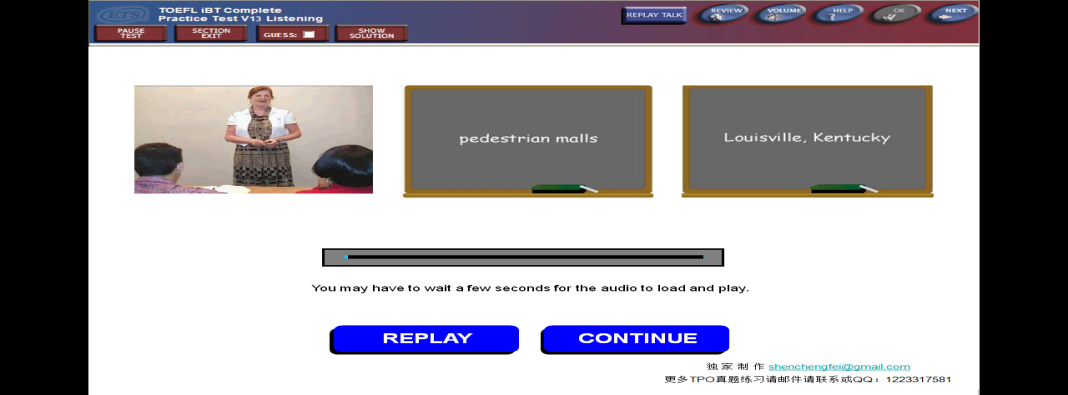 TOEFL iBT Complete
Practice Test V13 Listening
PAUSE
TEST
SECTION
EXIT
GUESS:
SHOW
SOLUTION
REPLAY TALK
REVIEW
VOLUME
HELP
?
OK
NEXT
pedestrian malls
Louisville, Kentucky
You may have to wait a few seconds for the audio to load and play.
REPLAY
CONTINUE
独 家 制 作 shenchengfei@gmail.com
更多TPO真题练习请邮件请联系或QQ：1223317581